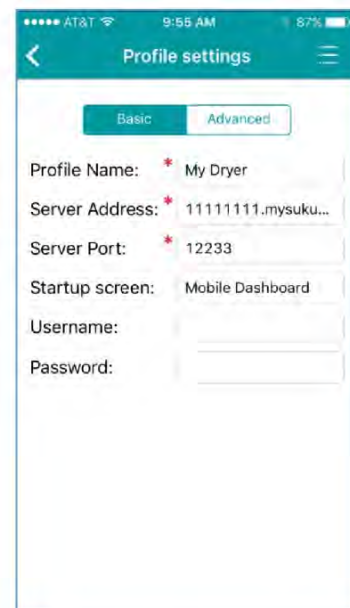 AT&T 9:55 AM 87%
Profile settings
Basic Advanced
Profile Name: * My Dryer
Server Address: * 11111111.mysuku...
Server Port: * 12233
Startup screen: Mobile Dashboard
Username:
Password: